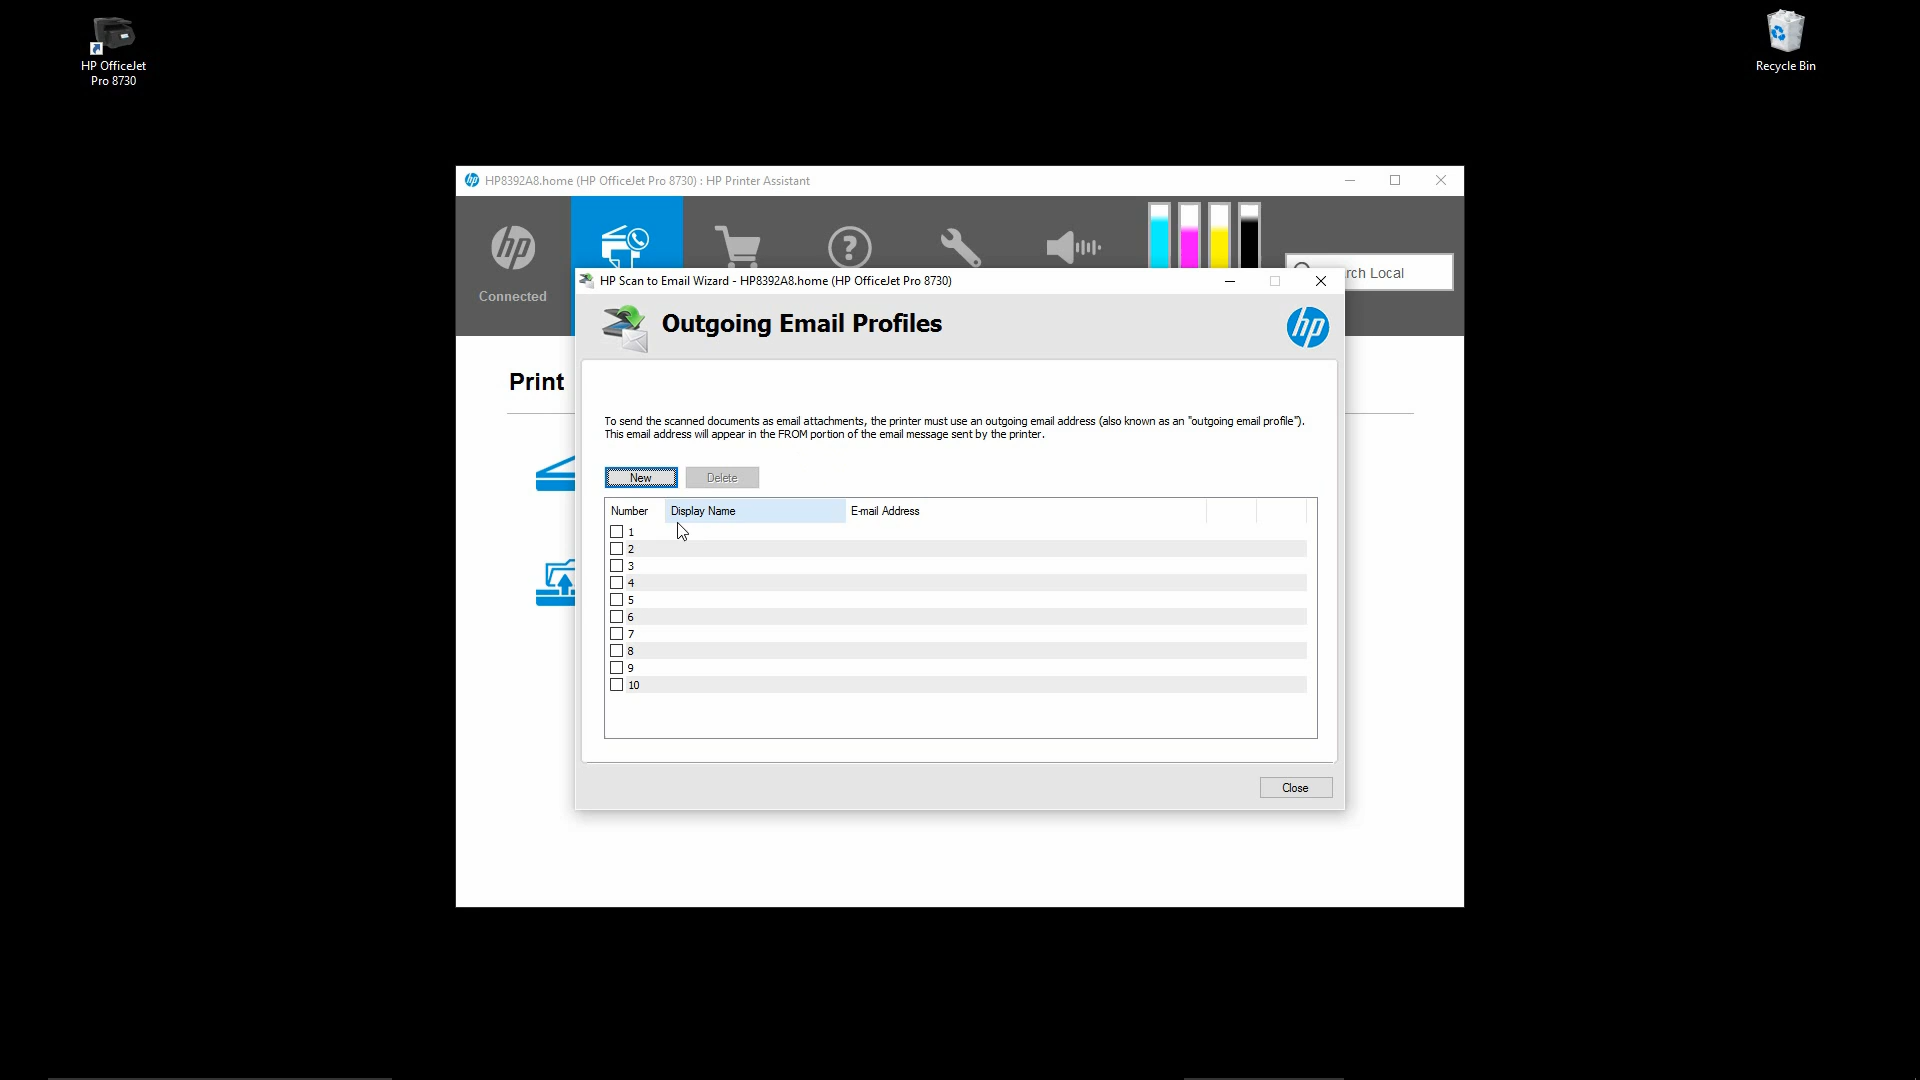 HP OfficeJet
Pro 8730
Recycle Bin
HP8392A8.home (HP OfficeJet Pro 8730) : HP Printer Assistant
hp
Connected
?
rch Local
HP Scan to Email Wizard - HP8392A8.home (HP OfficeJet Pro 8730)
Outgoing Email Profiles
hp
Print
To send the scanned documents as email attachments, the printer must use an outgoing email address (also known as an "outgoing email profile").
This email address will appear in the FROM portion of the email message sent by the printer.
New
Delete
Number
Display Name
E-mail Address
1
2
3
4
5
6
7
8
9
10
Close